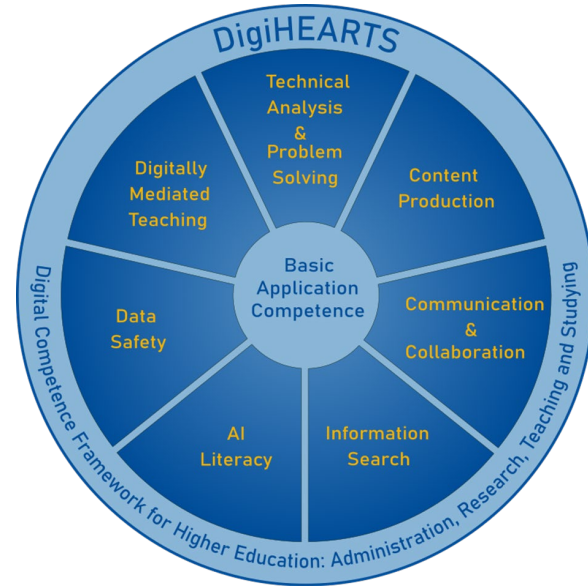 DigiHEARTS
Technical
Analysis
&
Problem
Solving
Content
Production
Communication
&
Collaboration
Information
Search
AI
Literacy
Data
Safety
Digitally
Mediated
Teaching
Basic
Application
Competence
Digital Competence Framework for Higher Education: Administration, Research, Teaching and Studying